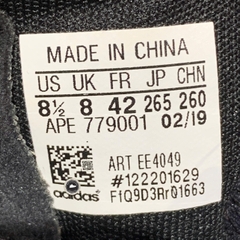 MADE IN CHINA
US UK FR JP CHN
8½ 8 42 265 260
APE 779001 02/19
ART EE4049
#122201629
F1Q9D3Rr01663
adidas